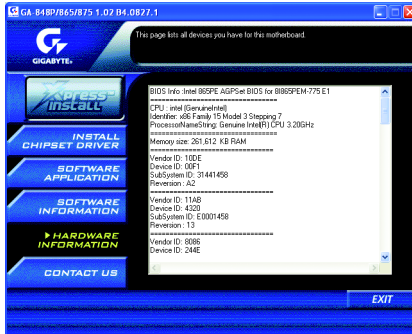 GA-848P/865/875 1.02 B4.0827.1
GIGABYTE
This page lists all devices you have for this motherboard.
Xpress
INSTALL
INSTALL
CHIPSET DRIVER
SOFTWARE
APPLICATION
SOFTWARE
INFORMATION
HARDWARE
INFORMATION
CONTACT US
BIOS Info :Intel 865PE AGPSet BIOS for 8I865PEM-775 E1
==============================
CPU : intel (GenuineIntel)
Identifier: x86 Family 15 Model 3 Stepping 7
ProcessorNameString: Genuine Intel(R) CPU 3.20GHz
==============================
Memory size: 261,612 KB RAM
==============================
Vendor ID: 10DE
Device ID: 00F1
SubSystem ID: 31441458
Reversion : A2
==============================
Vendor ID: 11AB
Device ID: 4320
SubSystem ID: E0001458
Reversion : 13
==============================
Vendor ID: 8086
Device ID: 244E
EXIT